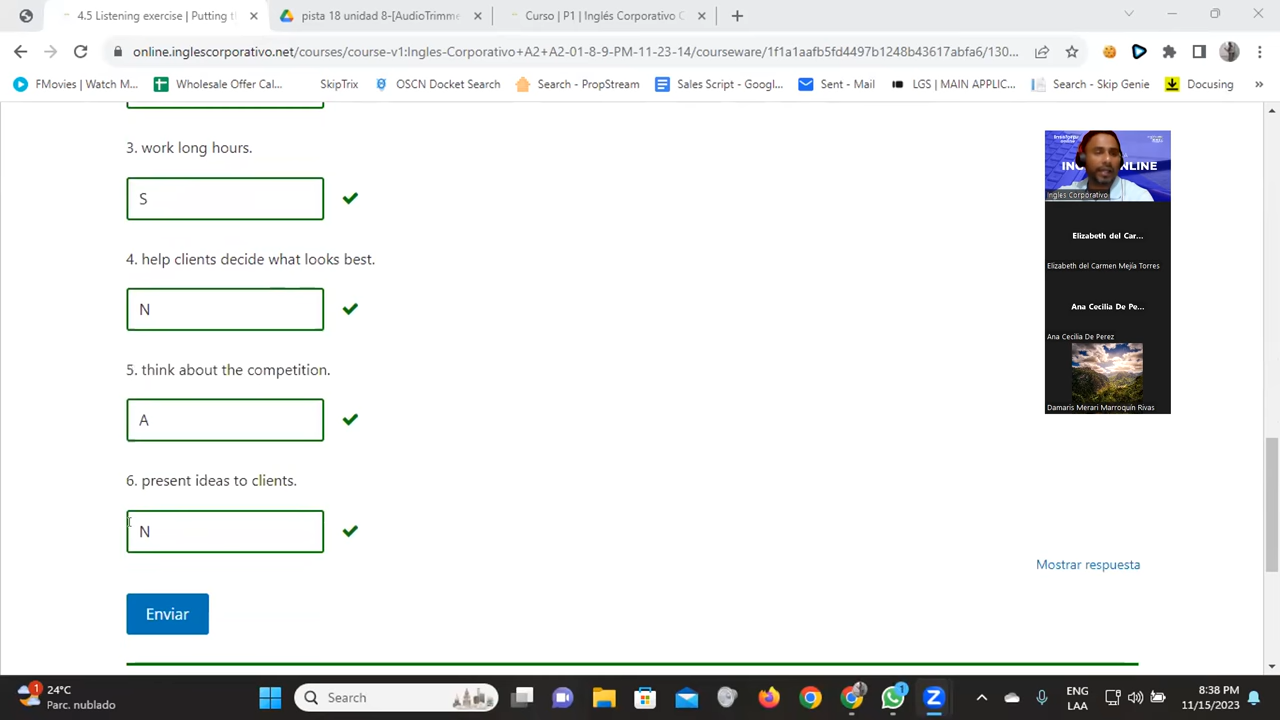 4.5 Listening exercise | Putting t
pista 18 unidad 8-[AudioTrimme
Curso | P1 | Inglés Corporativo C
online.inglescorporativo.net/courses/course-v1:Ingles-Corporativo+A2+A2-01-8-9-PM-11-23-14/courseware/1f1a1aafb5fd4497b1248b43617abfa6/130...
FMovies | Watch M...
Wholesale Offer Cal...
SkipTrix
OSCN Docket Search
Search - PropStream
Sales Script - Googl...
Sent - Mail
LGS | MAIN APPLIC...
Search - Skip Genie
Docusing
»
3. work long hours.
S
4. help clients decide what looks best.
N
5. think about the competition.
A
6. present ideas to clients.
N
Mostrar respuesta
Enviar
Ingles Corporativo
Elizabeth del Car...
Elizabeth del Carmen Mejía Torres
Ana Cecilia De Pe...
Ana Cecilia De Perez
Damaris Merari Marroquín Rivas
1
24°C
Parc. nublado
Search
1
ENG
LAA
8:38 PM
11/15/2023